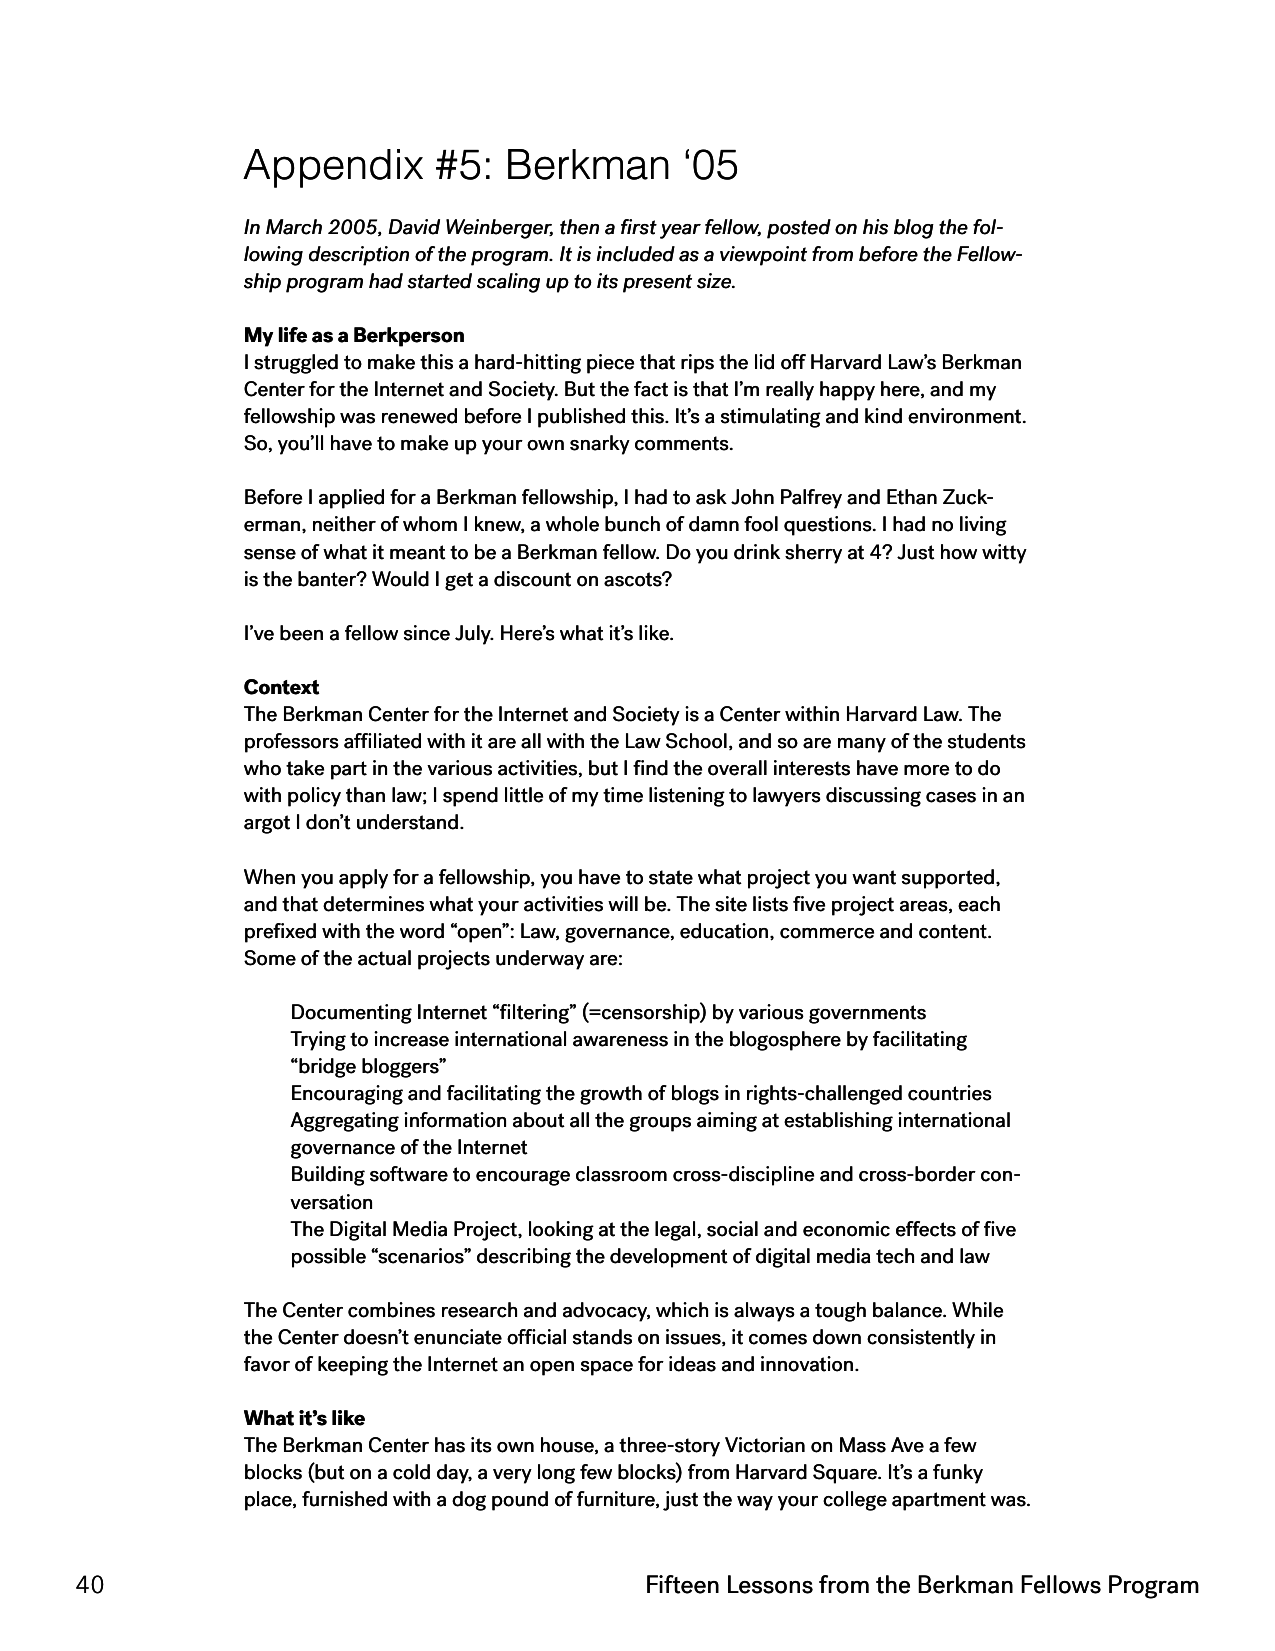 Appendix #5: Berkman ‘05
In March 2005, David Weinberger, then a first year fellow, posted on his blog the fol-
lowing description of the program. It is included as a viewpoint from before the Fellow-
ship program had started scaling up to its present size.
My life as a Berkperson
I struggled to make this a hard-hitting piece that rips the lid off Harvard Law’s Berkman
Center for the Internet and Society. But the fact is that I’m really happy here, and my
fellowship was renewed before I published this. It’s a stimulating and kind environment.
So, you’ll have to make up your own snarky comments.
Before I applied for a Berkman fellowship, I had to ask John Palfrey and Ethan Zuck-
erman, neither of whom I knew, a whole bunch of damn fool questions. I had no living
sense of what it meant to be a Berkman fellow. Do you drink sherry at 4? Just how witty
is the banter? Would I get a discount on ascots?
I’ve been a fellow since July. Here’s what it’s like.
Context
The Berkman Center for the Internet and Society is a Center within Harvard Law. The
professors affiliated with it are all with the Law School, and so are many of the students
who take part in the various activities, but I find the overall interests have more to do
with policy than law; I spend little of my time listening to lawyers discussing cases in an
argot I don’t understand.
When you apply for a fellowship, you have to state what project you want supported,
and that determines what your activities will be. The site lists five project areas, each
prefixed with the word “open”: Law, governance, education, commerce and content.
Some of the actual projects underway are:
Documenting Internet “filtering” (=censorship) by various governments
Trying to increase international awareness in the blogosphere by facilitating
“bridge bloggers”
Encouraging and facilitating the growth of blogs in rights-challenged countries
Aggregating information about all the groups aiming at establishing international
governance of the Internet
Building software to encourage classroom cross-discipline and cross-border con-
versation
The Digital Media Project, looking at the legal, social and economic effects of five
possible “scenarios” describing the development of digital media tech and law
The Center combines research and advocacy, which is always a tough balance. While
the Center doesn’t enunciate official stands on issues, it comes down consistently in
favor of keeping the Internet an open space for ideas and innovation.
What it’s like
The Berkman Center has its own house, a three-story Victorian on Mass Ave a few
blocks (but on a cold day, a very long few blocks) from Harvard Square. It’s a funky
place, furnished with a dog pound of furniture, just the way your college apartment was.
40
Fifteen Lessons from the Berkman Fellows Program